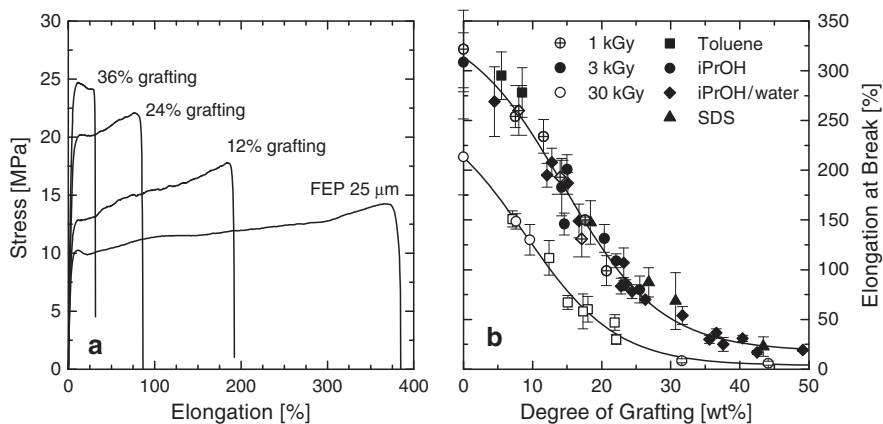 36% grafting
24% grafting
12% grafting
FEP 25 μm
a
Stress [MPa]
30
25
20
15
10
5
0
0 100 200 300 400
Elongation [%]
1 kGy
3 kGy
30 kGy
Toluene
iPrOH
iPrOH/water
SDS
b
350
300
250
200
150
100
50
0
Elongation at Break [%]
0 10 20 30 40 50
Degree of Grafting [wt%]